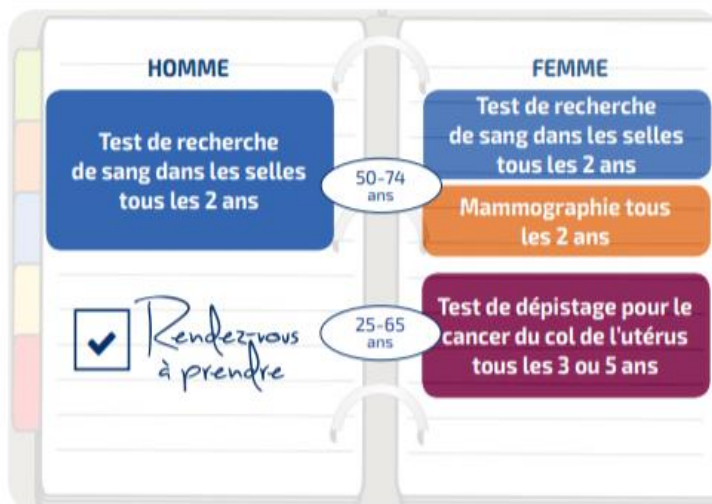 HOMME
Test de recherche
de sang dans les selles
tous les 2 ans
50-74
ans
FEMME
Test de recherche
de sang dans les selles
tous les 2 ans
Mammographie tous
les 2 ans
Rendez-vous
à prendre
25-65
ans
Test de dépistage pour le
cancer du col de l'utérus
tous les 3 ou 5 ans